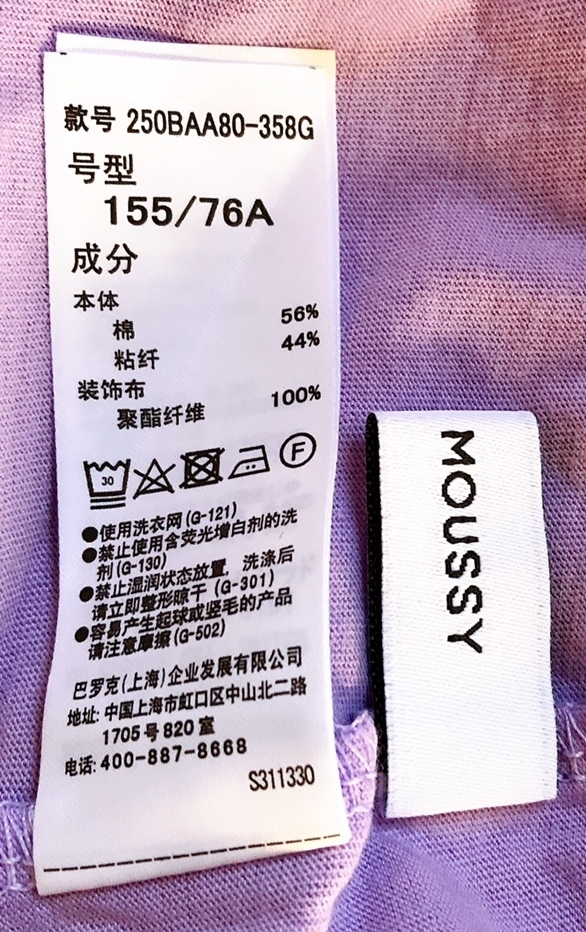 款号 250BAA80-358G
号型
155/76A
成分
本体
棉 56%
粘纤 44%
装饰布
聚酯纤维 100%
30 F
●使用洗衣网(G-121)
●禁止使用含荧光增白剂的洗
剂(G-130)
●禁止湿润状态放置，洗涤后
请立即整形晾干(G-301)
●容易产生起球或竖毛的产品
请注意摩擦(G-502)
巴罗克(上海)企业发展有限公司
地址: 中国上海市虹口区中山北二路
1705号820室
电话: 400-887-8668
S311330
MOUSSY